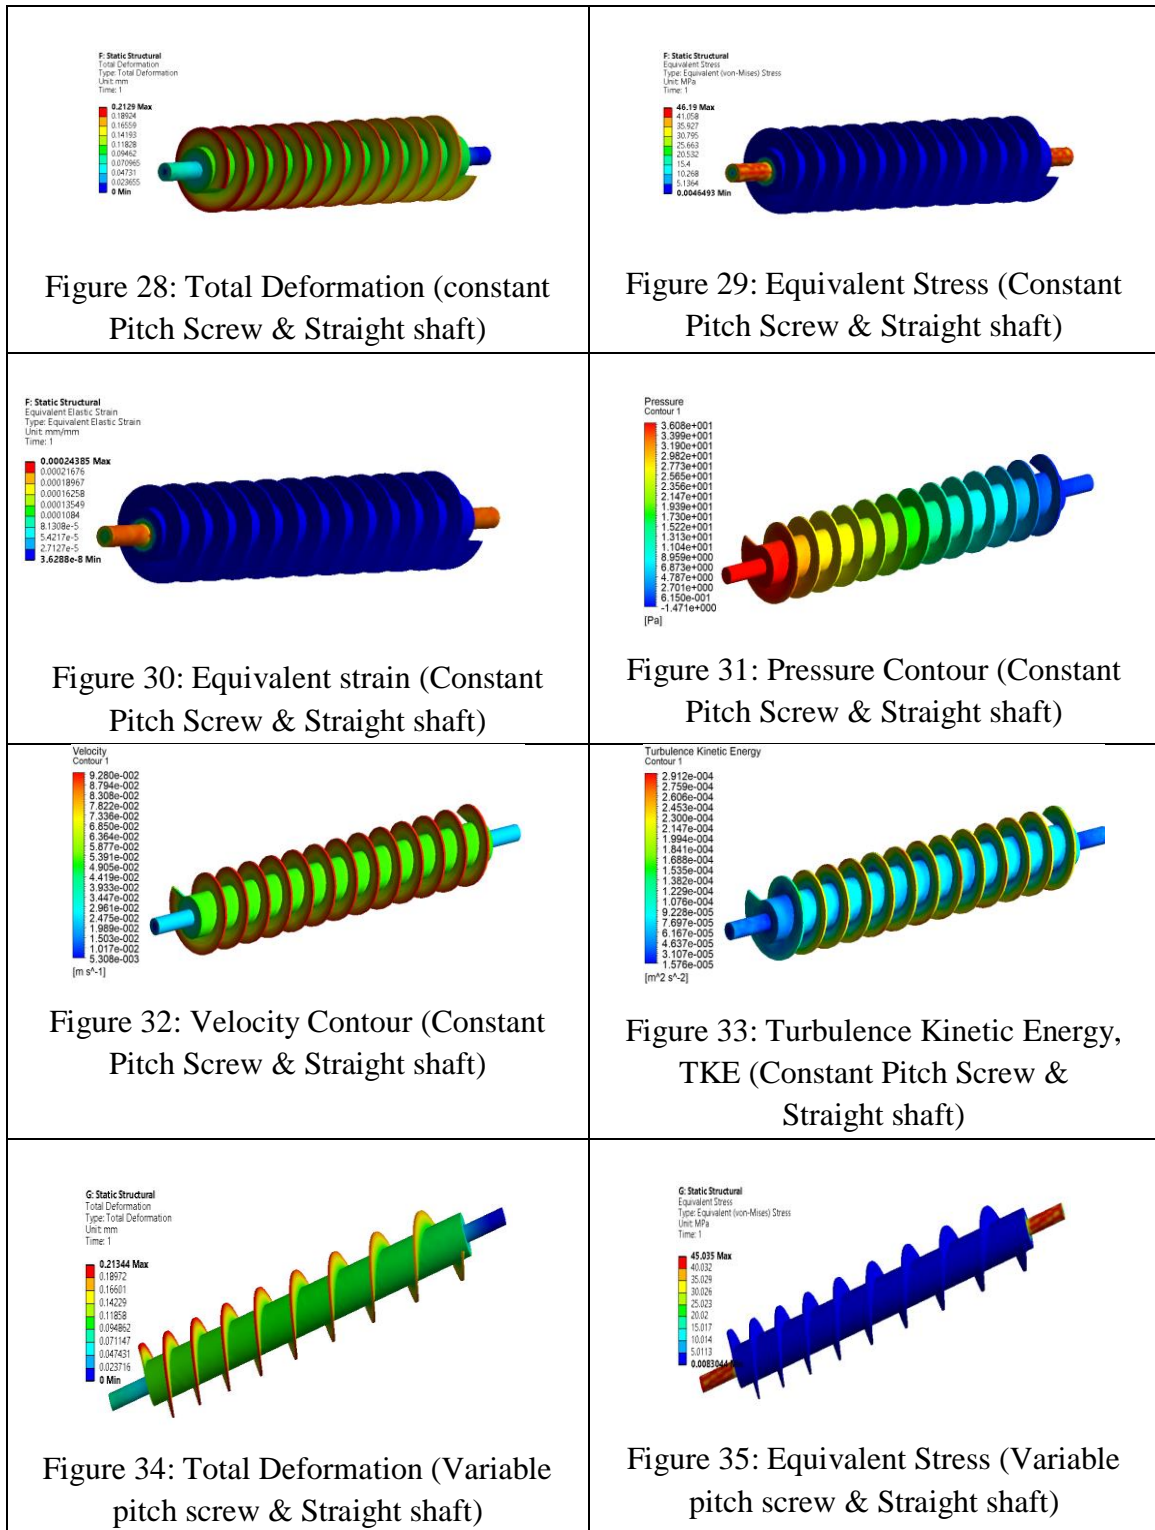 F: Static Structural
Total Deformation
Type: Total Deformation
Unit: mm
Time: 1
0.2129 Max
0.18924
0.16559
0.14193
0.11828
0.09462
0.070965
0.04731
0.023655
0 Min
Figure 28: Total Deformation (constant
Pitch Screw & Straight shaft)
F: Static Structural
Equivalent Stress
Type: Equivalent (von-Mises) Stress
Unit: MPa
Time: 1
46.19 Max
41.058
35.927
30.795
25.663
20.532
15.4
10.268
5.1364
0.0046493 Min
Figure 29: Equivalent Stress (Constant
Pitch Screw & Straight shaft)
F: Static Structural
Equivalent Elastic Strain
Type: Equivalent Elastic Strain
Unit: mm/mm
Time: 1
0.00024385 Max
0.00021676
0.00018967
0.00016258
0.00013549
0.0001084
8.1308e-5
5.4217e-5
2.7127e-5
3.6288e-8 Min
Figure 30: Equivalent strain (Constant
Pitch Screw & Straight shaft)
Pressure
Contour 1
3.608e+001
3.399e+001
3.190e+001
2.982e+001
2.773e+001
2.565e+001
2.356e+001
2.147e+001
1.939e+001
1.730e+001
1.522e+001
1.313e+001
1.104e+001
8.959e+000
6.873e+000
4.787e+000
2.701e+000
6.150e-001
-1.471e+000
[Pa]
Figure 31: Pressure Contour (Constant
Pitch Screw & Straight shaft)
Velocity
Contour 1
9.280e-002
8.794e-002
8.308e-002
7.822e-002
7.336e-002
6.850e-002
6.364e-002
5.877e-002
5.391e-002
4.905e-002
4.419e-002
3.933e-002
3.447e-002
2.961e-002
2.475e-002
1.989e-002
1.503e-002
1.017e-002
5.308e-003
[m s^-1]
Figure 32: Velocity Contour (Constant
Pitch Screw & Straight shaft)
Turbulence Kinetic Energy
Contour 1
2.912e-004
2.759e-004
2.606e-004
2.453e-004
2.300e-004
2.147e-004
1.994e-004
1.841e-004
1.688e-004
1.535e-004
1.382e-004
1.229e-004
1.076e-004
9.228e-005
7.697e-005
6.167e-005
4.637e-005
3.107e-005
1.576e-005
[m^2 s^-2]
Figure 33: Turbulence Kinetic Energy,
TKE (Constant Pitch Screw &
Straight shaft)
G: Static Structural
Total Deformation
Type: Total Deformation
Unit: mm
Time: 1
0.21344 Max
0.18972
0.16601
0.14229
0.11858
0.094862
0.071147
0.047431
0.023716
0 Min
Figure 34: Total Deformation (Variable
pitch screw & Straight shaft)
G: Static Structural
Equivalent Stress
Type: Equivalent (von-Mises) Stress
Unit: MPa
Time: 1
45.035 Max
40.032
35.029
30.026
25.023
20.02
15.017
10.014
5.0113
0.0083044
Figure 35: Equivalent Stress (Variable
pitch screw & Straight shaft)